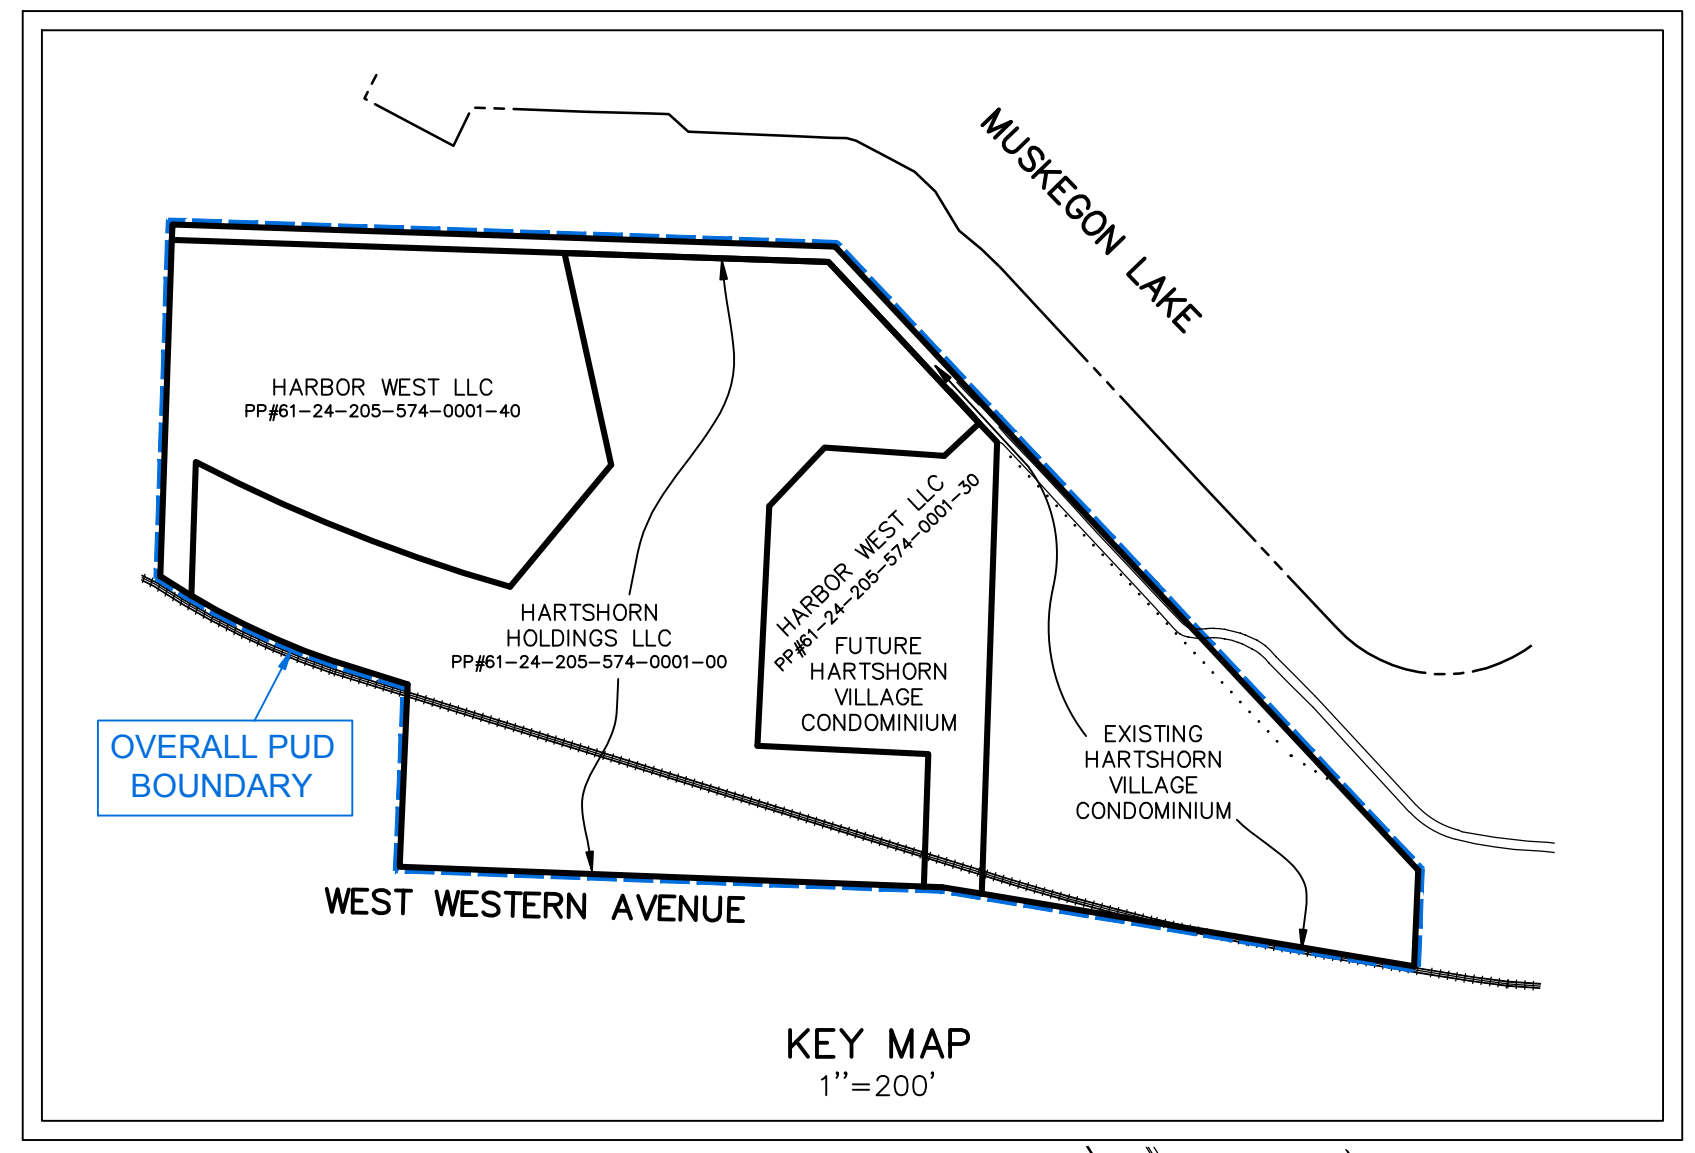 MUSKEGON LAKE
HARBOR WEST LLC
PP#61-24-205-574-0001-40
HARBOR WEST LLC
PP#61-24-205-574-0001-30
HARTSHORN
HOLDINGS LLC
PP#61-24-205-574-0001-00
FUTURE
HARTSHORN
VILLAGE
CONDOMINIUM
OVERALL PUD
BOUNDARY
EXISTING
HARTSHORN
VILLAGE
CONDOMINIUM
WEST WESTERN AVENUE
KEY MAP
1''=200'